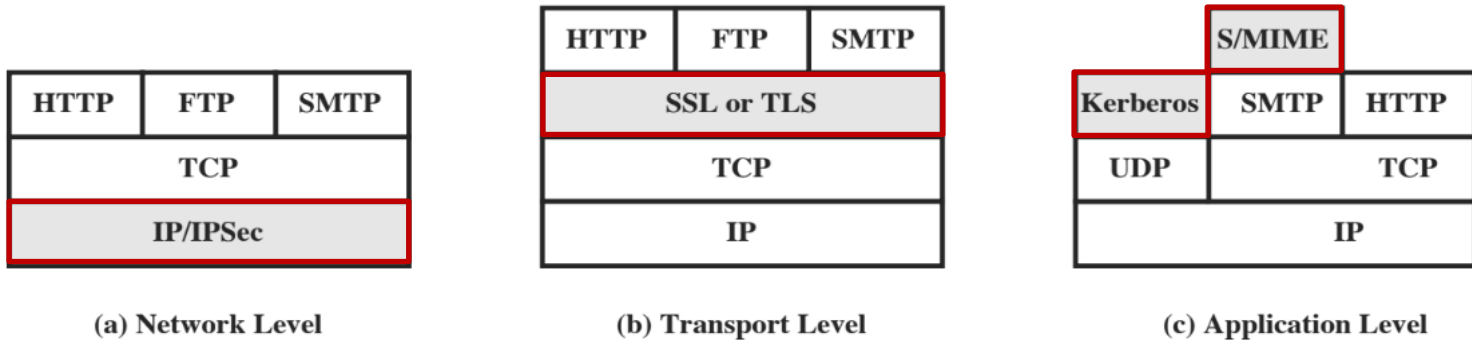 HTTP FTP SMTP
TCP
IP/IPSec
(a) Network Level
HTTP FTP SMTP
SSL or TLS
TCP
IP
(b) Transport Level
S/MIME
Kerberos SMTP HTTP
UDP TCP
IP
(c) Application Level